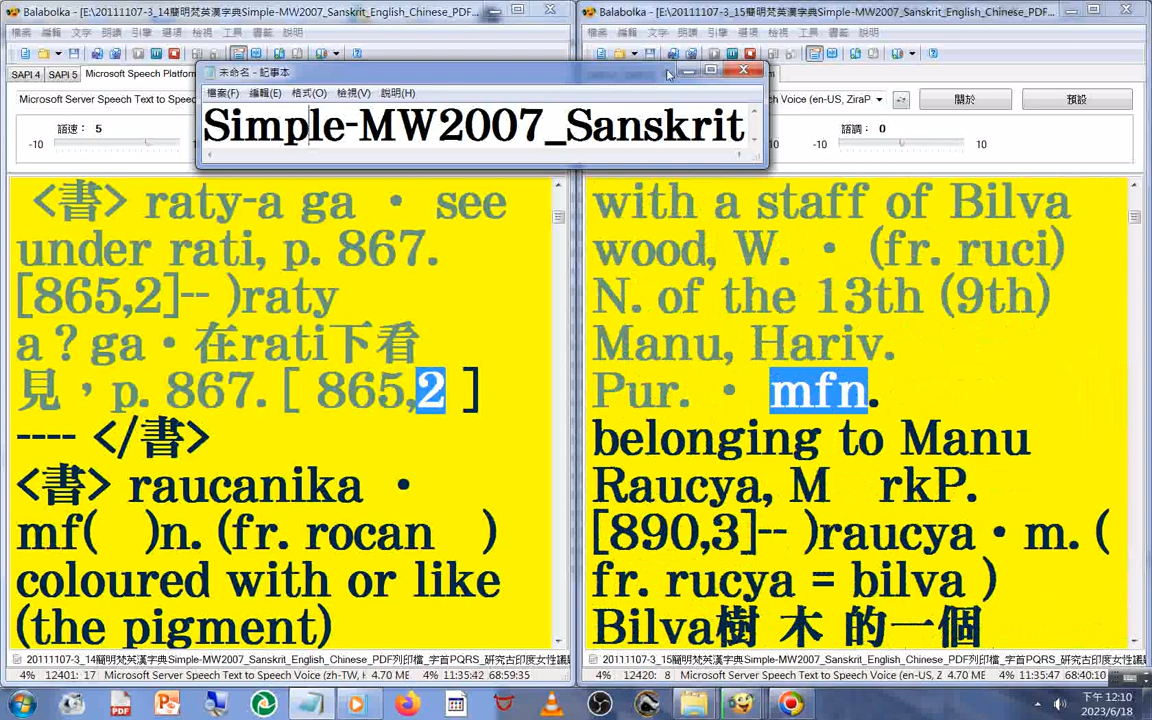 Balabolka - [E:\20111107-3_14簡明梵英漢字典Simple-MW2007_Sanskrit_English_Chinese_PDF...
檔案 編輯 文字 朗讀 引擎 選項 檢視 工具 書籤 說明
SAPI 4 SAPI 5 Microsoft Speech Platform
Microsoft Server Speech Text to Spee
語速： 5
-10
Balabolka - [E:\20111107-3_15簡明梵英漢字典Simple-MW2007_Sanskrit_English_Chinese_PDF...
檔案 編輯 文字 朗讀 引擎 選項 檢視 工具 書籤 說明
Voice (en-US, ZiraP
關於 預設
語調： 0
-10 10
未命名 - 記事本
檔案(F) 編輯(E) 格式(O) 檢視(V) 說明(H)
Simple-MW2007_Sanskrit
<書> raty-a ga • see
under rati, p. 867.
[865,2]-- )raty
a？ga•在rati下看
見，p. 867. [ 865,2 ]
---- </書>
<書> raucanika •
mf( )n. (fr. rocan )
coloured with or like
(the pigment)
with a staff of Bilva
wood, W. • (fr. ruci)
N. of the 13th (9th)
Manu, Hariv.
Pur. • mfn.
belonging to Manu
Raucya, M rkP.
[890,3]-- )raucya•m. (
fr. rucya = bilva )
Bilva樹 木 的一個
20111107-3_14簡明梵英漢字典Simple-MW2007_Sanskrit_English_Chinese_PDF列印檔_字首PQRS_研究古印度女性議
4% 12401: 17 Microsoft Server Speech Text to Speech Voice (zh-TW, H 4.70 ME 11:35:42 68:59:35
20111107-3_15簡明梵英漢字典Simple-MW2007_Sanskrit_English_Chinese_PDF列印檔_字首PQRS_研究古印度女性議
4% 12420: 8 Microsoft Server Speech Text to Speech Voice (en-US, Z 4.70 ME 11:35:47 68:40:10
下午 12:10
2023/6/18